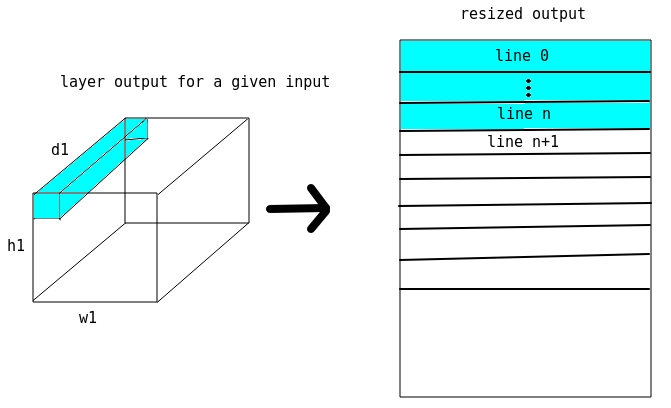 resized output
line 0
layer output for a given input
line n
line n+1
d1
h1
w1